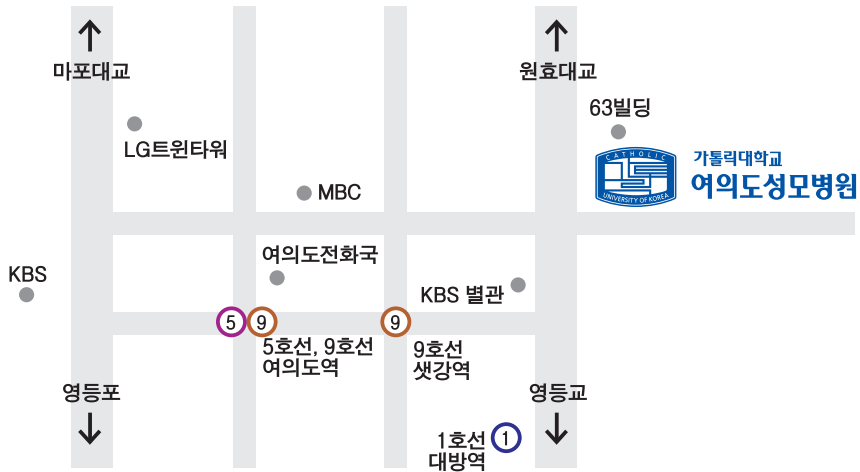 마포대교
원효대교
63빌딩
LG트윈타워
CATHOLIC
UNIVERSITY OF KOREA
가톨릭대학교
여의도성모병원
MBC
여의도전화국
KBS
KBS 별관
5
9
9
5호선, 9호선
여의도역
9호선
샛강역
영등포
영등교
1호선
대방역
1